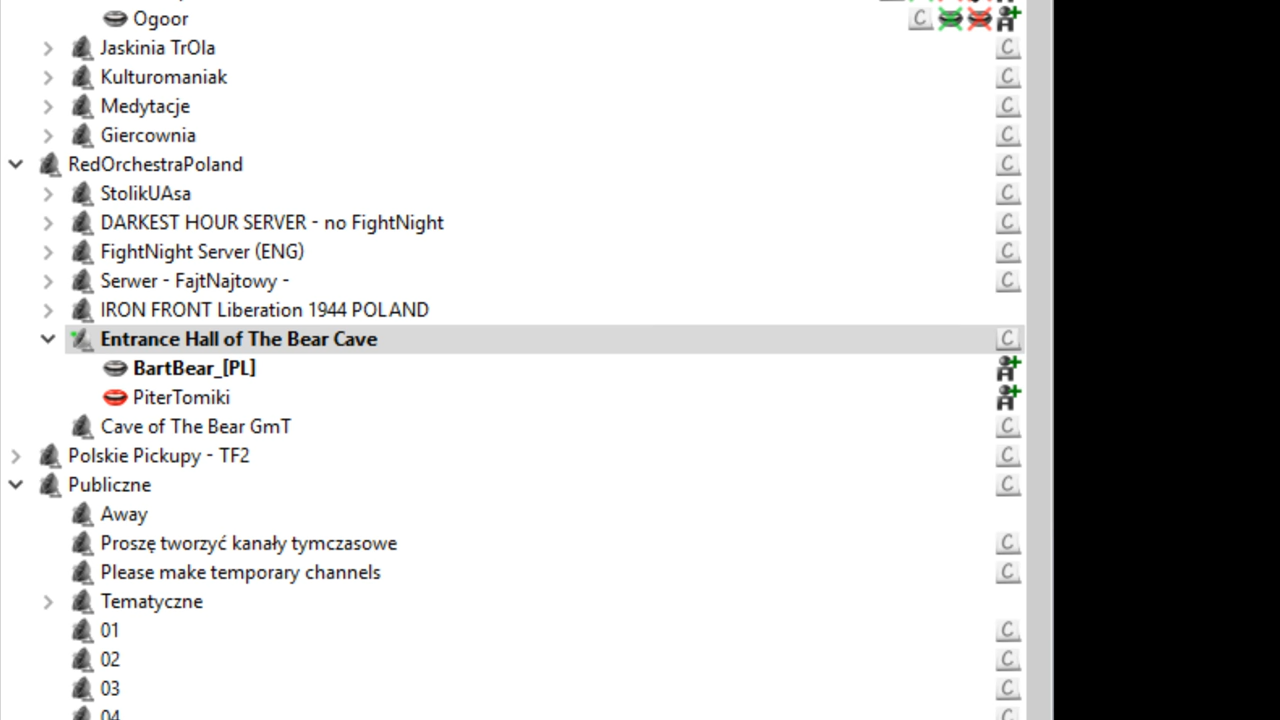 Ogoor
Jaskinia TrOla
Kulturomaniak
Medytacje
Giercownia
RedOrchestraPoland
StolikUAsa
DARKEST HOUR SERVER - no FightNight
FightNight Server (ENG)
Serwer - FajtNajtowy -
IRON FRONT Liberation 1944 POLAND
Entrance Hall of The Bear Cave
BartBear_[PL]
PiterTomiki
Cave of The Bear GmT
Polskie Pickupy - TF2
Publiczne
Away
Proszę tworzyć kanały tymczasowe
Please make temporary channels
Tematyczne
01
02
03
04